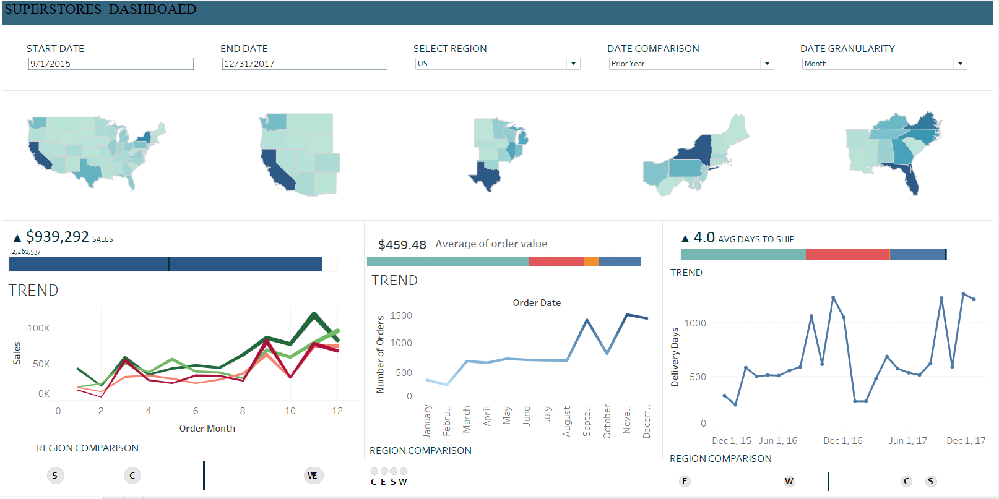 SUPERSTORES DASHBOAED
START DATE
END DATE
SELECT REGION
DATE COMPARISON
DATE GRANULARITY
9/1/2015
12/31/2017
US
Prior Year
Month
▲ $939,292 SALES
2,261,537
TREND
Sales
100K
50K
0K
0 2 4 6 8 10 12
Order Month
REGION COMPARISON
S C W E
$459.48 Average of order value
TREND
Order Date
Number of Orders
1500
1000
500
0
January Febru.. March April May June July August Septe.. October Nove.. Decem..
REGION COMPARISON
C E S W
▲ 4.0 AVG DAYS TO SHIP
TREND
Delivery Days
1000
500
0
Dec 1, 15 Jun 1, 16 Dec 1, 16 Jun 1, 17 Dec 1, 17
REGION COMPARISON
E W C S